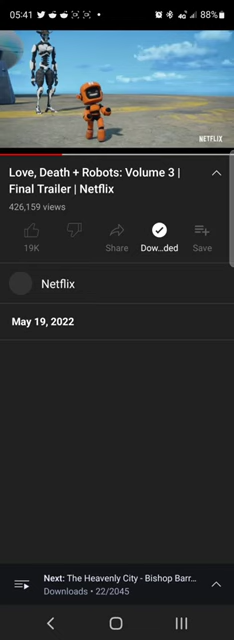 05:41
4G
88%
NETFLIX
Love, Death + Robots: Volume 3 |
Final Trailer | Netflix
426,159 views
19K
Share
Dow...ded
Save
Netflix
May 19, 2022
Next: The Heavenly City - Bishop Barr...
Downloads • 22/2045